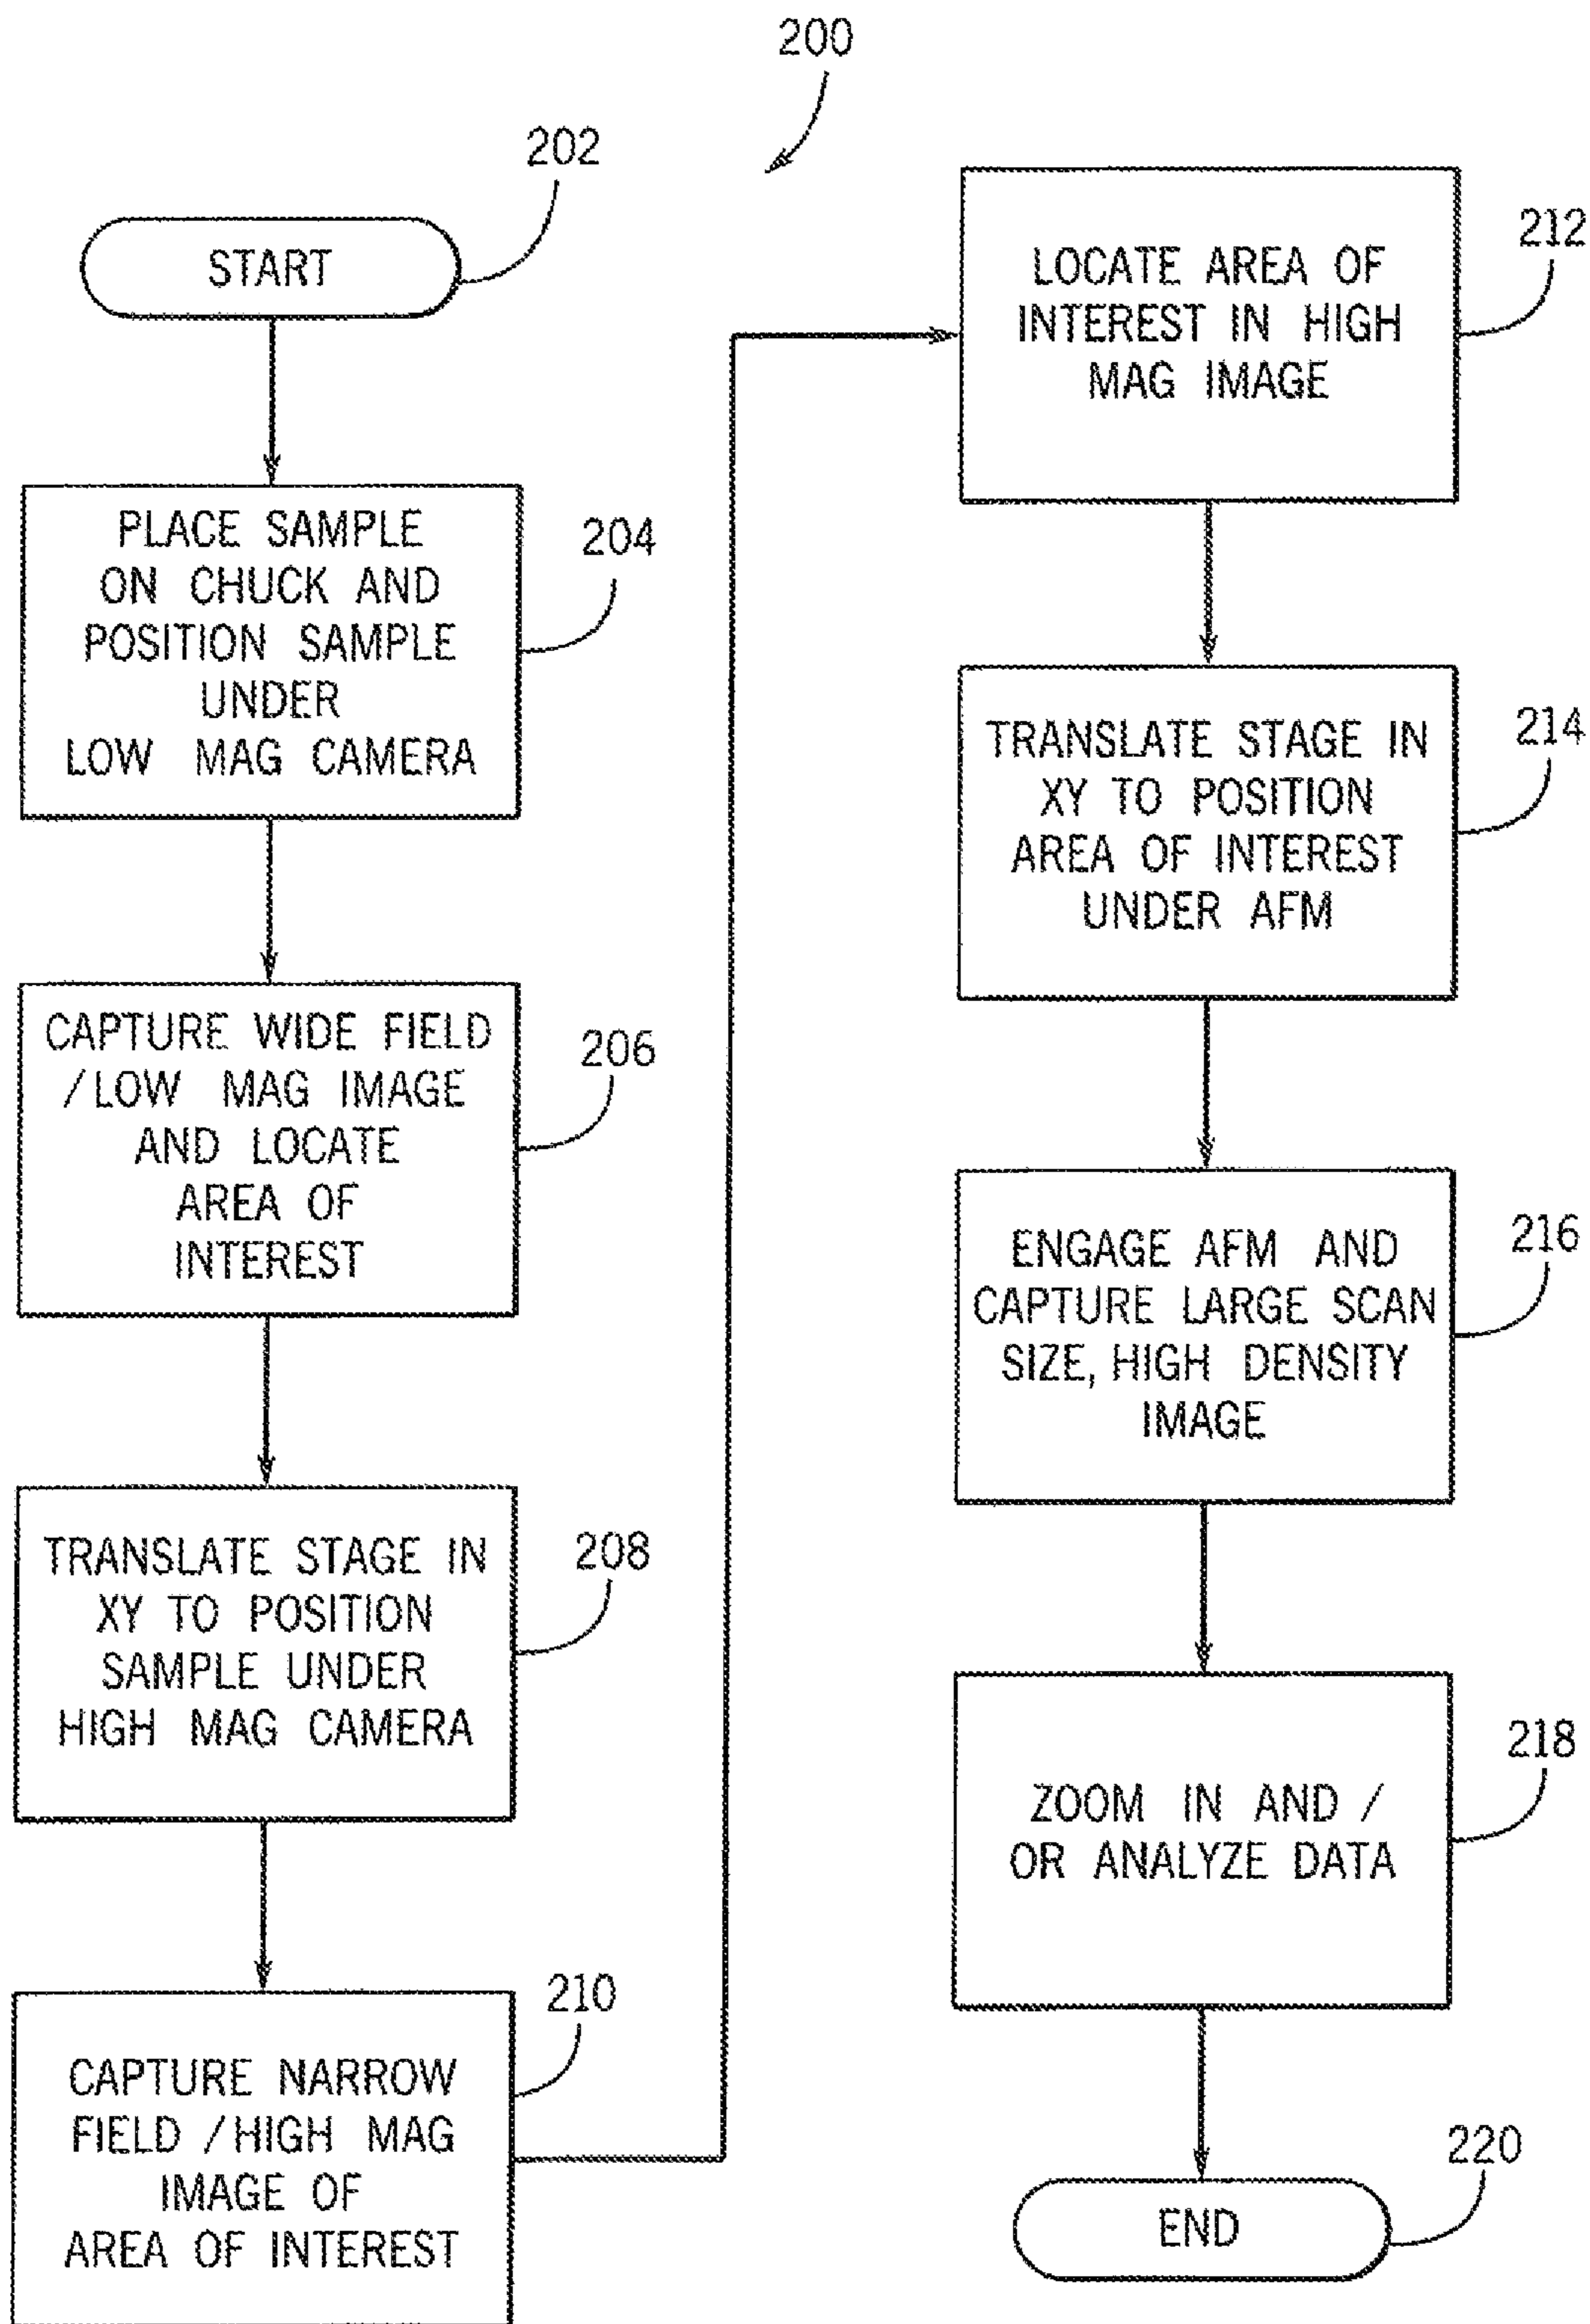 200
202
START
204
PLACE SAMPLE
ON CHUCK AND
POSITION SAMPLE
UNDER
LOW MAG CAMERA
206
CAPTURE WIDE FIELD
/LOW MAG IMAGE
AND LOCATE
AREA OF
INTEREST
208
TRANSLATE STAGE IN
XY TO POSITION
SAMPLE UNDER
HIGH MAG CAMERA
210
CAPTURE NARROW
FIELD /HIGH MAG
IMAGE OF
AREA OF INTEREST
212
LOCATE AREA OF
INTEREST IN HIGH
MAG IMAGE
214
TRANSLATE STAGE IN
XY TO POSITION
AREA OF INTEREST
UNDER AFM
216
ENGAGE AFM AND
CAPTURE LARGE SCAN
SIZE, HIGH DENSITY
IMAGE
218
ZOOM IN AND /
OR ANALYZE DATA
220
END